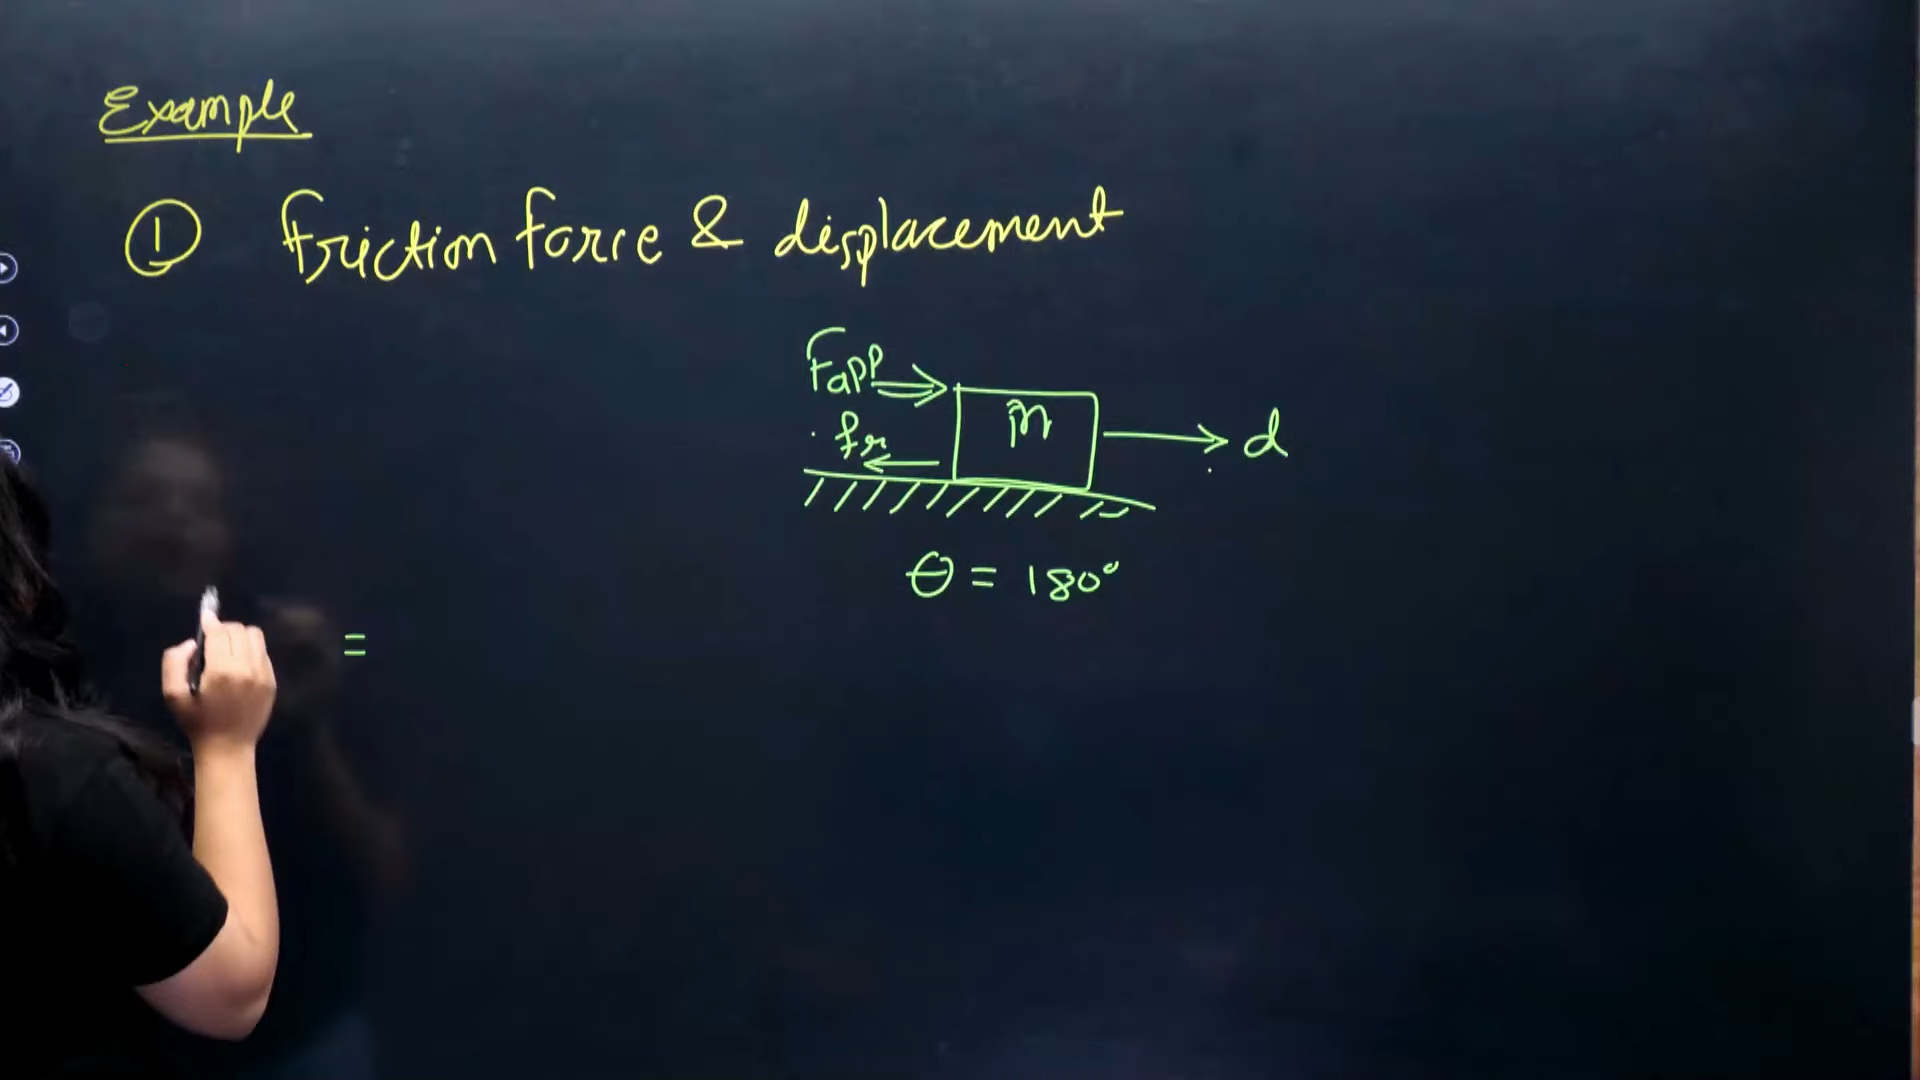 Example
① friction force & displacement
Fapp
m
fr
d
θ = 180°
=